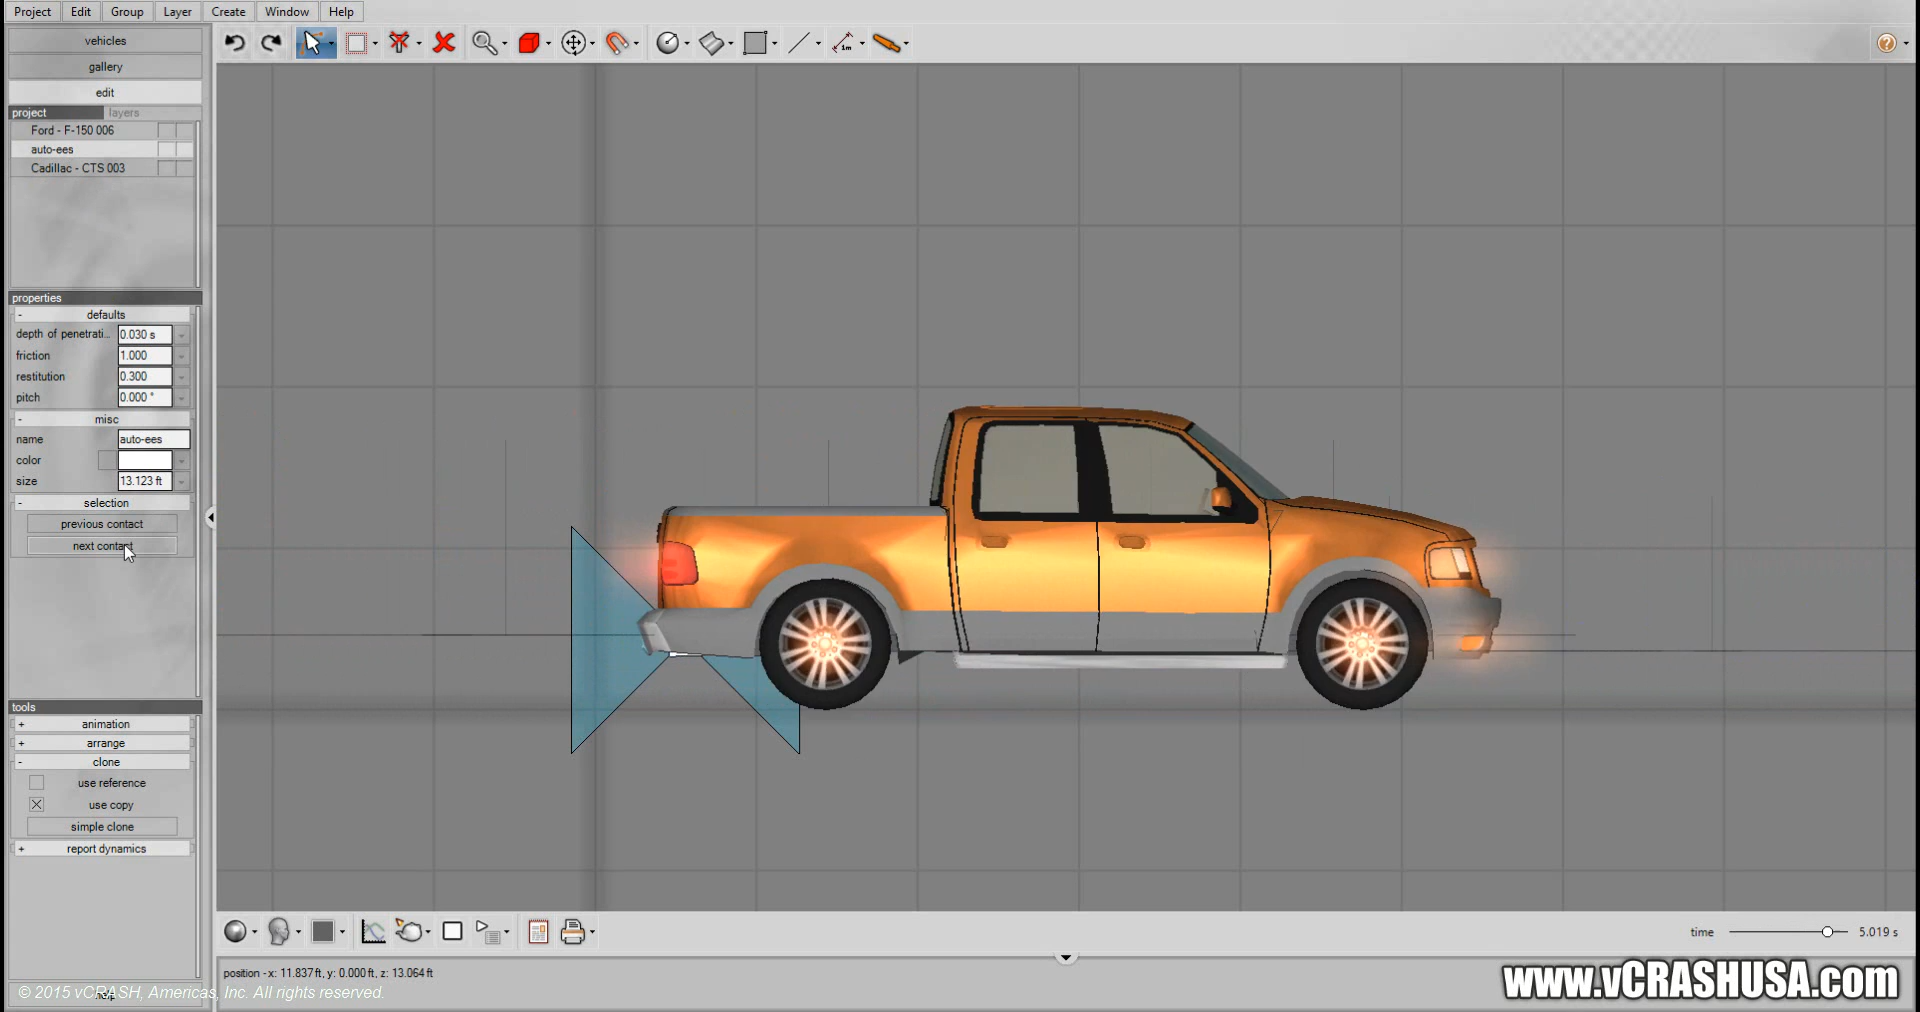 Project Edit Group Layer Create Window Help
vehicles
gallery
edit
project layers
Ford - F-150 006
auto-ees
Cadillac - CTS 003
properties
- defaults
depth of penetrati... 0.030 s
friction 1.000
restitution 0.300
pitch 0.000 °
- misc
name auto-ees
color
size 13.123 ft
- selection
previous contact
next contact
tools
+ animation
+ arrange
- clone
use reference
use copy
simple clone
+ report dynamics
1m
time 5.019 s
position - x: 11.837 ft, y: 0.000 ft, z: 13.064 ft
help
© 2015 vCRASH, Americas, Inc. All rights reserved.
www.vCRASHUSA.com